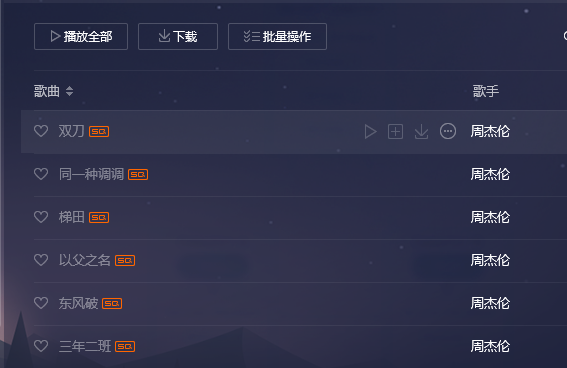 播放全部 下载 批量操作
歌曲 歌手
双刀 SQ 周杰伦
同一种调调 SQ 周杰伦
梯田 SQ 周杰伦
以父之名 SQ 周杰伦
东风破 SQ 周杰伦
三年二班 SQ 周杰伦